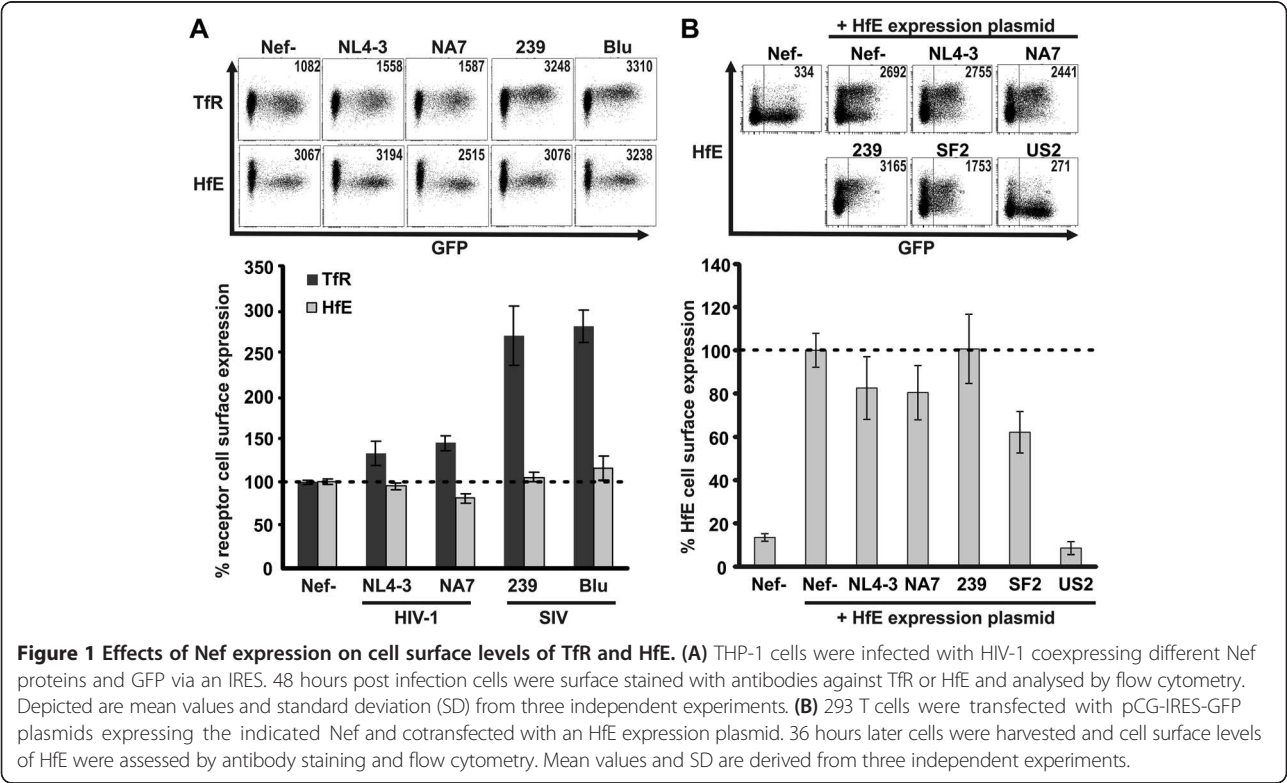 A
Nef- NL4-3 NA7 239 Blu
1082 1558 1587 3248 3310
TfR
3067 3194 2515 3076 3238
HfE
GFP
350
300
250
200
150
100
50
0
% receptor cell surface expression
TfR
HfE
Nef- NL4-3 NA7 239 Blu
HIV-1 SIV
B
+ HfE expression plasmid
Nef- Nef- NL4-3 NA7
334 2692 2755 2441
HfE
239 SF2 US2
3165 1753 271
GFP
140
120
100
80
60
40
20
0
% HfE cell surface expression
Nef- Nef- NL4-3 NA7 239 SF2 US2
+ HfE expression plasmid
Figure 1 Effects of Nef expression on cell surface levels of TfR and HfE. (A) THP-1 cells were infected with HIV-1 coexpressing different Nef
proteins and GFP via an IRES. 48 hours post infection cells were surface stained with antibodies against TfR or HfE and analysed by flow cytometry.
Depicted are mean values and standard deviation (SD) from three independent experiments. (B) 293 T cells were transfected with pCG-IRES-GFP
plasmids expressing the indicated Nef and cotransfected with an HfE expression plasmid. 36 hours later cells were harvested and cell surface levels
of HfE were assessed by antibody staining and flow cytometry. Mean values and SD are derived from three independent experiments.